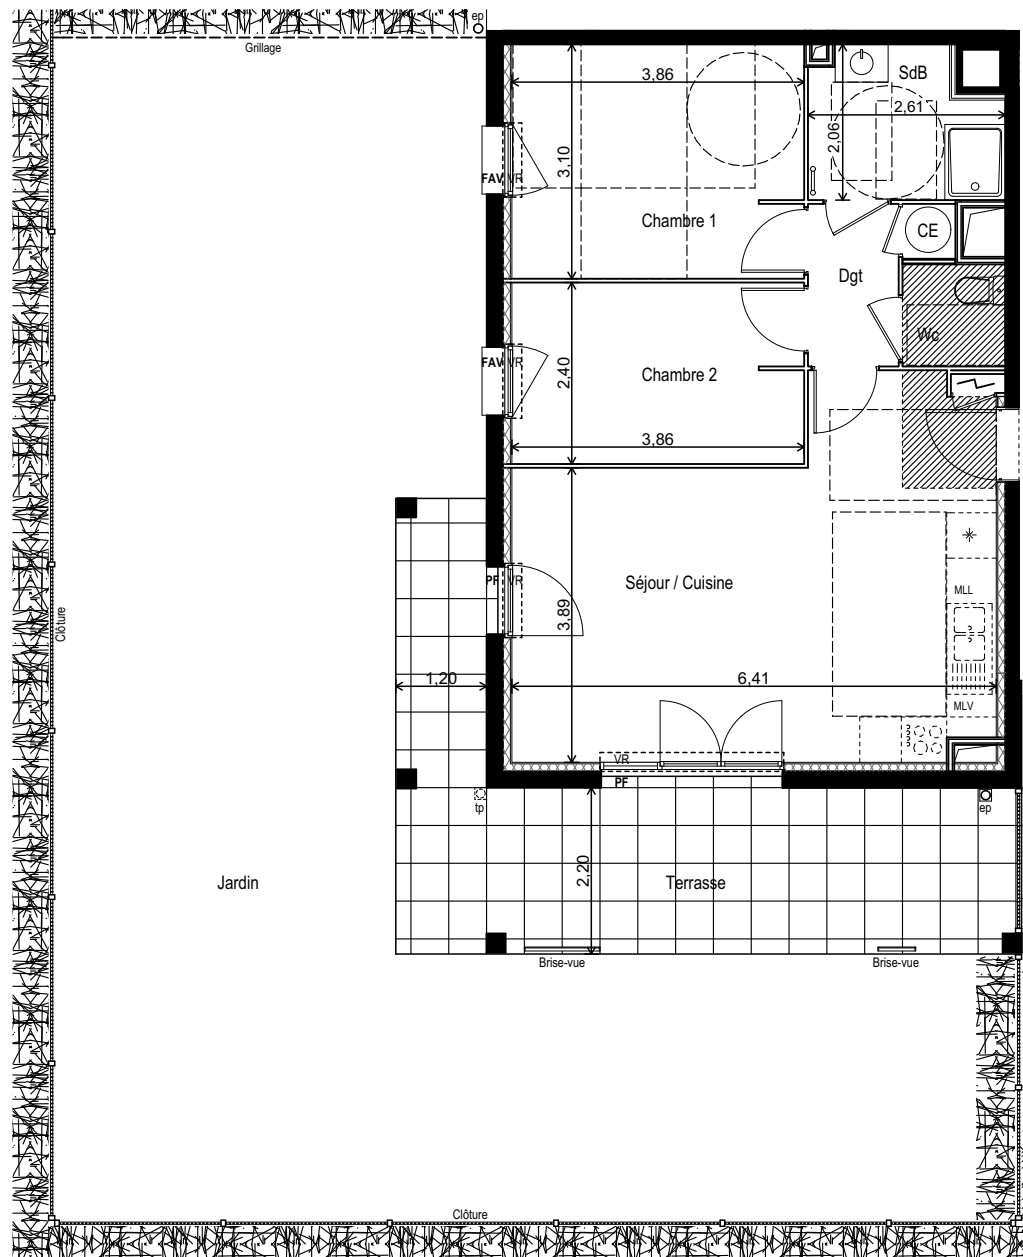 ep
Grillage
3,86
SdB
2,61
2,06
3,10
FAV VR
Chambre 1
CE
Dgt
Wc
FAV VR
Chambre 2
2,40
3,86
PF VR
Séjour / Cuisine
MLL
Clôture
3,89
1,20
6,41
MLV
VR
PF
tp
ep
2,20
Jardin
Terrasse
Brise-vue
Brise-vue
Clôture